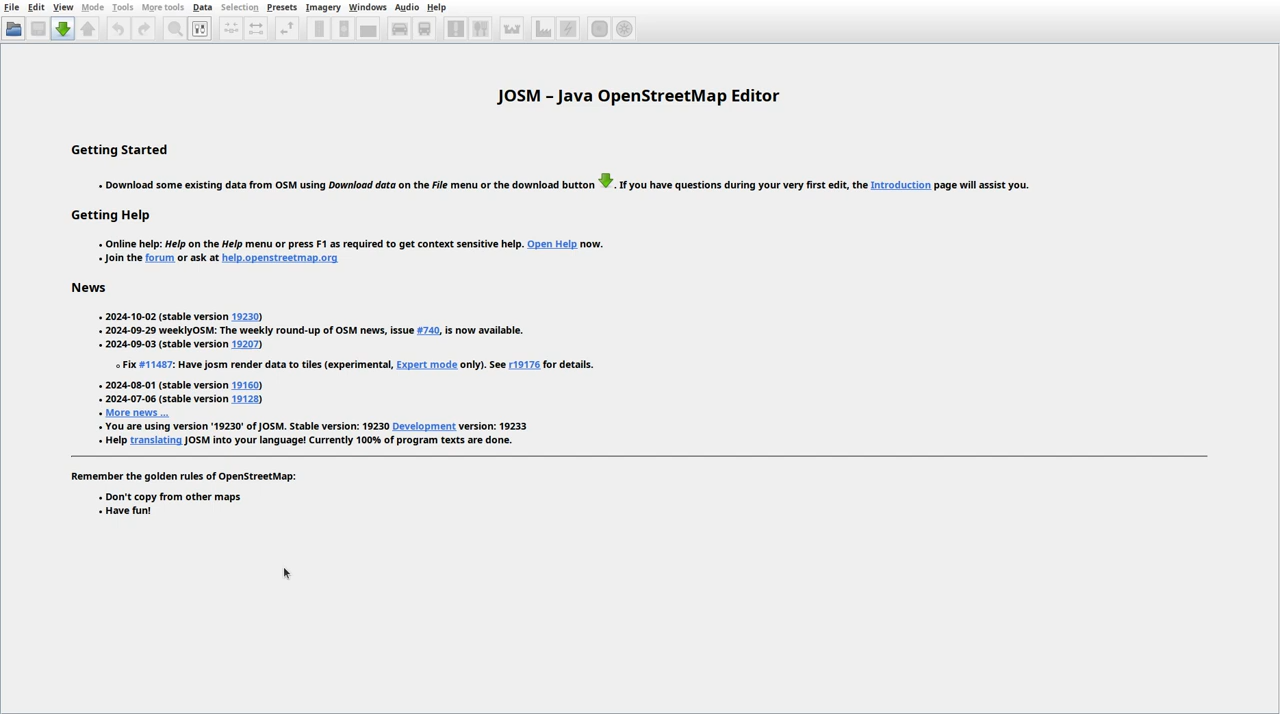 File Edit View Mode Tools More tools Data Selection Presets Imagery Windows Audio Help
JOSM – Java OpenStreetMap Editor
Getting Started
• Download some existing data from OSM using Download data on the File menu or the download button . If you have questions during your very first edit, the Introduction page will assist you.
Getting Help
• Online help: Help on the Help menu or press F1 as required to get context sensitive help. Open Help now.
• Join the forum or ask at help.openstreetmap.org
News
• 2024-10-02 (stable version 19230)
• 2024-09-29 weeklyOSM: The weekly round-up of OSM news, issue #740, is now available.
• 2024-09-03 (stable version 19207)
◦ Fix #11487: Have josm render data to tiles (experimental, Expert mode only). See r19176 for details.
• 2024-08-01 (stable version 19160)
• 2024-07-06 (stable version 19128)
• More news ...
• You are using version '19230' of JOSM. Stable version: 19230 Development version: 19233
• Help translating JOSM into your language! Currently 100% of program texts are done.
Remember the golden rules of OpenStreetMap:
• Don't copy from other maps
• Have fun!